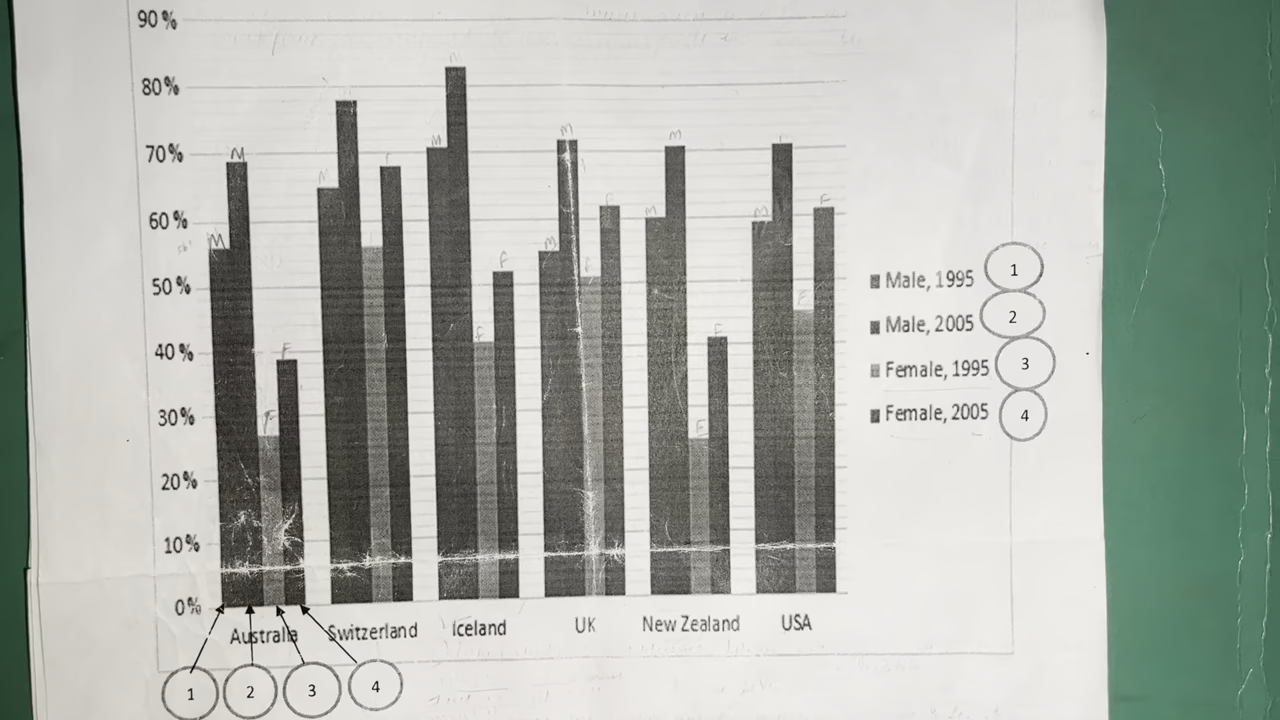 90%
80%
70%
60%
50%
40%
30%
20%
10%
0%
M
M
F
F
M
M
F
F
M
M
F
M
M
F
F
M
F
F
Male, 1995 1
Male, 2005 2
Female, 1995 3
Female, 2005 4
Australia Switzerland Iceland UK New Zealand USA
1 2 3 4